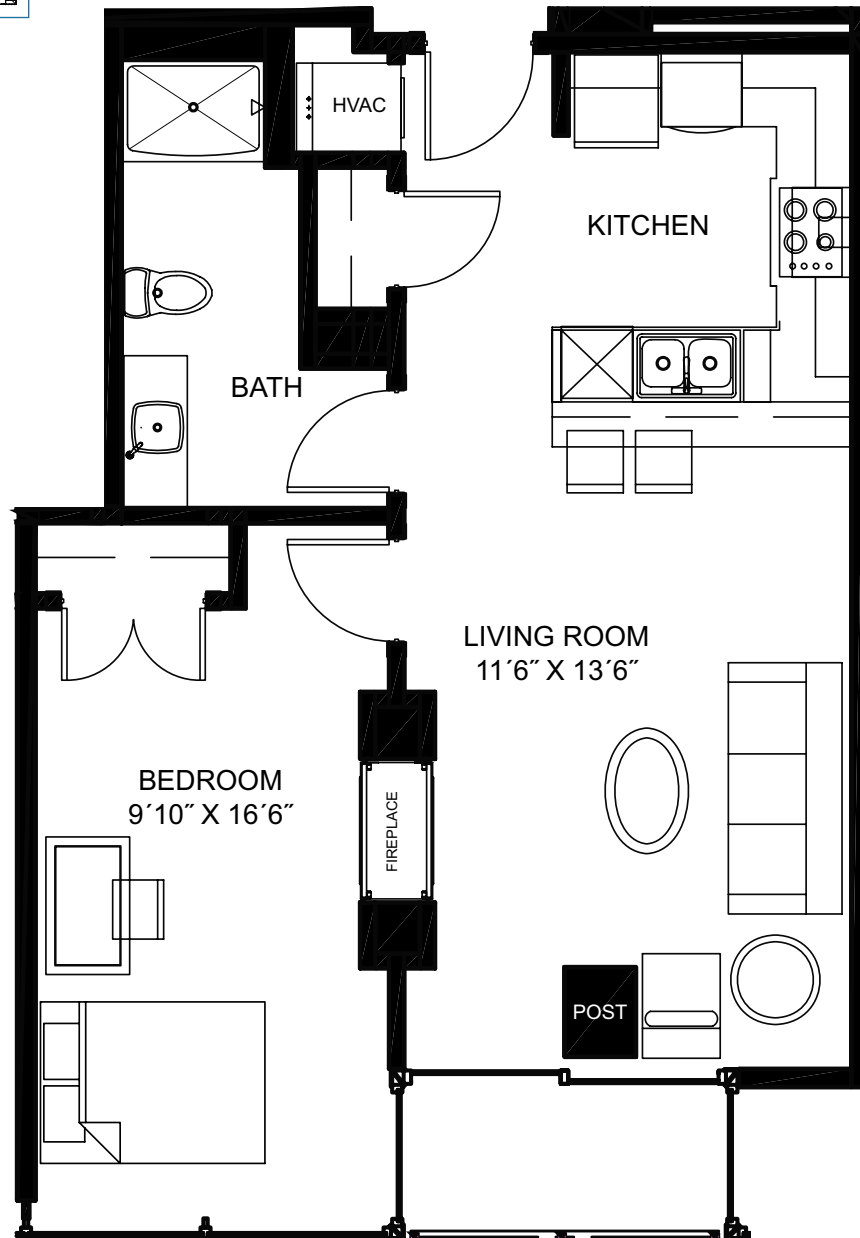 HVAC
KITCHEN
BATH
LIVING ROOM
11´6˝ X 13´6˝
BEDROOM
9´10˝ X 16´6˝
FIREPLACE
POST